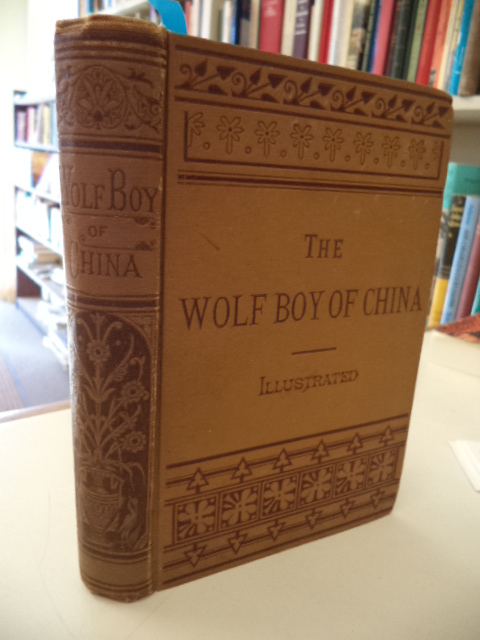 WOLF BOY
OF
CHINA
THE
WOLF BOY OF CHINA
ILLUSTRATED